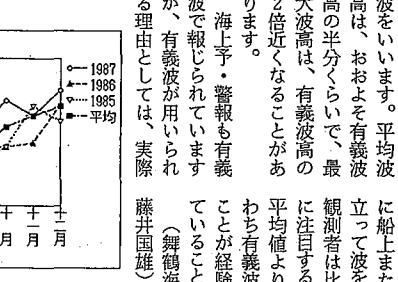 波をいいます。平均波
高は、おおよそ有義波
高の半分くらいで、最
大波高は、有義波高の
2倍近くなることがあ
ります。
海上予・警報も有義
波で報じられています
が、有義波が用いられ
る理由としては、実際
に船上また
立って波を
観測者は比
に注目する
平均値より
わち有義波
ことが経験
ていること
(舞鶴海
藤井国雄)
1987
1986
1985
平均
十月
十一月
十二月